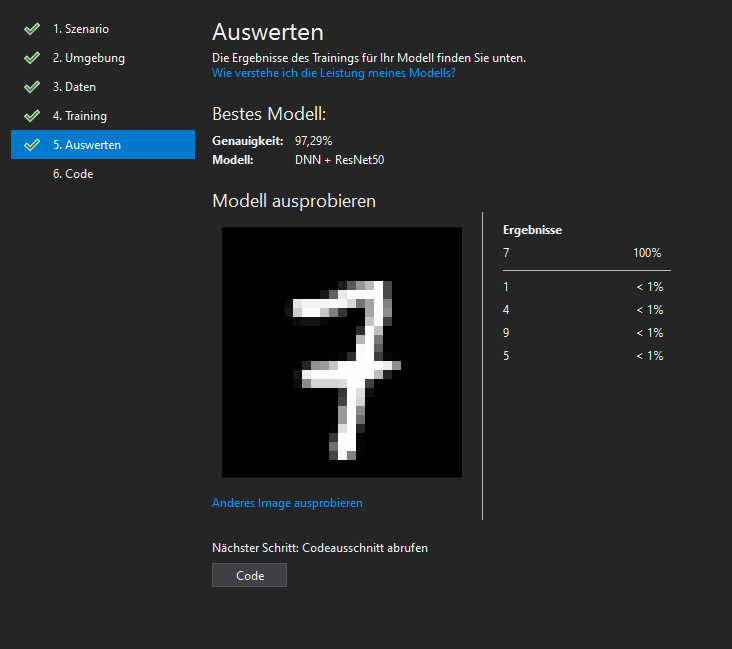 1. Szenario
2. Umgebung
3. Daten
4. Training
5. Auswerten
6. Code
Auswerten
Die Ergebnisse des Trainings für Ihr Modell finden Sie unten.
Wie verstehe ich die Leistung meines Modells?
Bestes Modell:
Genauigkeit: 97,29%
Modell: DNN + ResNet50
Modell ausprobieren
7
Anderes Image ausprobieren
Ergebnisse
7 100%
1 < 1%
4 < 1%
9 < 1%
5 < 1%
Nächster Schritt: Codeausschnitt abrufen
Code